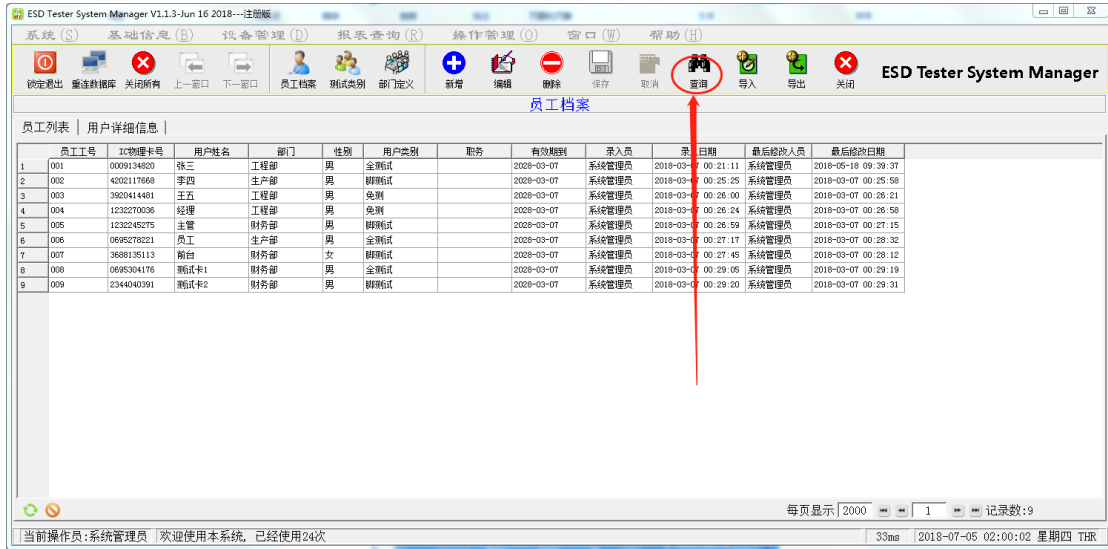 ESD Tester System Manager V1.1.3-Jun 16 2018---注册版
系统(S) 基础信息(B) 设备管理(D) 报表查询(R) 操作管理(O) 窗口(W) 帮助(H)
锁定退出 重连数据库 关闭所有 上一窗口 下一窗口 员工档案 测试类别 部门定义 新增 编辑 删除 保存 取消 查询 导入 导出 关闭 ESD Tester System Manager
员工档案
员工列表 用户详细信息
员工工号 IC物理卡号 用户姓名 部门 性别 用户类别 职务 有效期到 录入员 录入日期 最后修改人员 最后修改日期
1 001 0009134820 张三 工程部 男 全测试 2028-03-07 系统管理员 2018-03-07 00:21:11 系统管理员 2018-05-18 09:39:37
2 002 4202117668 李四 生产部 男 脚测试 2028-03-07 系统管理员 2018-03-07 00:25:25 系统管理员 2018-03-07 00:25:58
3 003 3920414481 王五 工程部 男 免测 2028-03-07 系统管理员 2018-03-07 00:26:00 系统管理员 2018-03-07 00:26:21
4 004 1232270036 经理 工程部 男 免测 2028-03-07 系统管理员 2018-03-07 00:26:24 系统管理员 2018-03-07 00:26:58
5 005 1232245275 主管 财务部 男 脚测试 2028-03-07 系统管理员 2018-03-07 00:26:59 系统管理员 2018-03-07 00:27:15
6 006 0695278221 员工 生产部 男 全测试 2028-03-07 系统管理员 2018-03-07 00:27:17 系统管理员 2018-03-07 00:28:32
7 007 3688135113 前台 财务部 女 脚测试 2028-03-07 系统管理员 2018-03-07 00:27:45 系统管理员 2018-03-07 00:28:12
8 008 0695304176 测试卡1 财务部 男 全测试 2028-03-07 系统管理员 2018-03-07 00:29:05 系统管理员 2018-03-07 00:29:19
9 009 2344040391 测试卡2 财务部 男 脚测试 2028-03-07 系统管理员 2018-03-07 00:29:20 系统管理员 2018-03-07 00:29:31
每页显示 2000 1 记录数:9
当前操作员:系统管理员 欢迎使用本系统, 已经使用24次 33ms 2018-07-05 02:00:02 星期四 THR